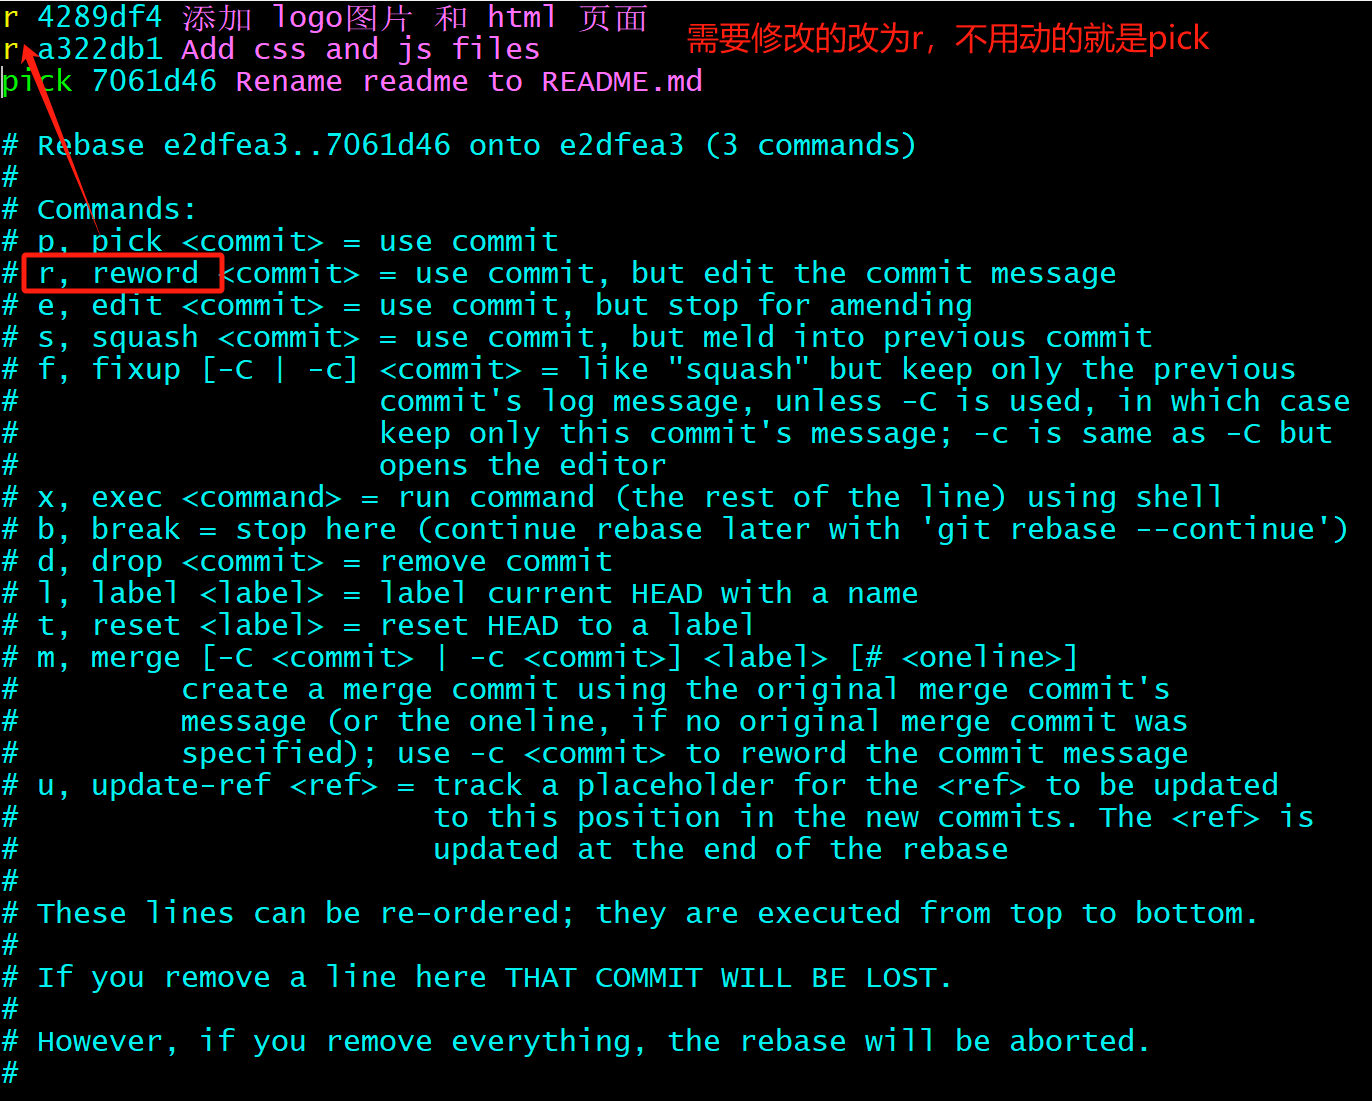 r 4289df4 添加 logo图片 和 html 页面
需要修改的改为r，不用动的就是pick
r a322db1 Add css and js files
pick 7061d46 Rename readme to README.md
# Rebase e2dfea3..7061d46 onto e2dfea3 (3 commands)
#
# Commands:
# p, pick <commit> = use commit
# r, reword <commit> = use commit, but edit the commit message
# e, edit <commit> = use commit, but stop for amending
# s, squash <commit> = use commit, but meld into previous commit
# f, fixup [-C | -c] <commit> = like "squash" but keep only the previous
# commit's log message, unless -C is used, in which case
# keep only this commit's message; -c is same as -C but
# opens the editor
# x, exec <command> = run command (the rest of the line) using shell
# b, break = stop here (continue rebase later with 'git rebase --continue')
# d, drop <commit> = remove commit
# l, label <label> = label current HEAD with a name
# t, reset <label> = reset HEAD to a label
# m, merge [-C <commit> | -c <commit>] <label> [# <oneline>]
# create a merge commit using the original merge commit's
# message (or the oneline, if no original merge commit was
# specified); use -c <commit> to reword the commit message
# u, update-ref <ref> = track a placeholder for the <ref> to be updated
# to this position in the new commits. The <ref> is
# updated at the end of the rebase
#
# These lines can be re-ordered; they are executed from top to bottom.
#
# If you remove a line here THAT COMMIT WILL BE LOST.
#
# However, if you remove everything, the rebase will be aborted.
#